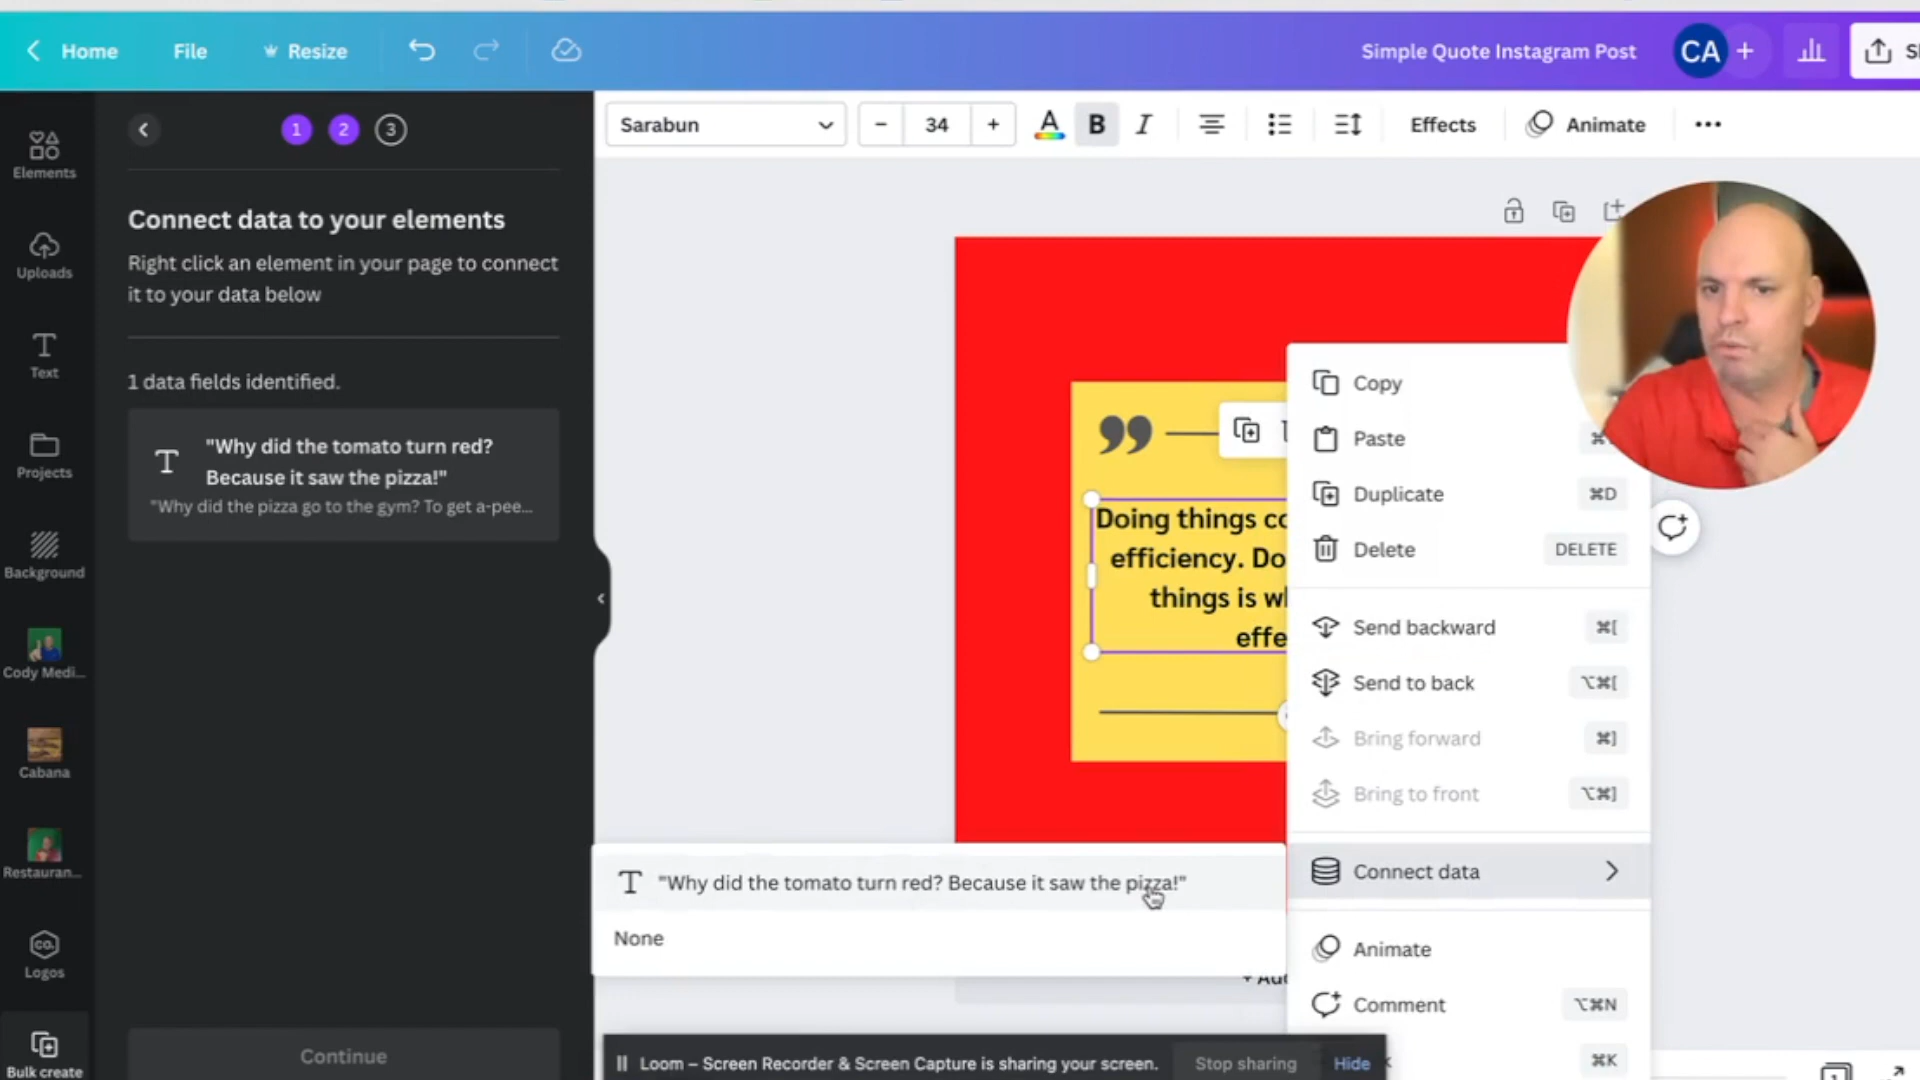 Home
File
Resize
Simple Quote Instagram Post
CA
+
Elements
Uploads
Text
Projects
Background
Cody Medi...
Cabana
Restauran...
CO.
Logos
Bulk create
1
2
3
Connect data to your elements
Right click an element in your page to connect
it to your data below
1 data fields identified.
T
"Why did the tomato turn red?
Because it saw the pizza!"
"Why did the pizza go to the gym? To get a-pee...
Continue
Sarabun
−
34
+
A
B
I
Effects
Animate
Doing things
efficiency.
things is
Copy
Paste
Duplicate
⌘D
Delete
DELETE
Send backward
⌘[
Send to back
⌥⌘[
Bring forward
⌘]
Bring to front
⌥⌘]
Connect data
Animate
Comment
⌥⌘N
⌘K
T "Why did the tomato turn red? Because it saw the pizza!"
None
Loom – Screen Recorder & Screen Capture is sharing your screen.
Stop sharing
Hide